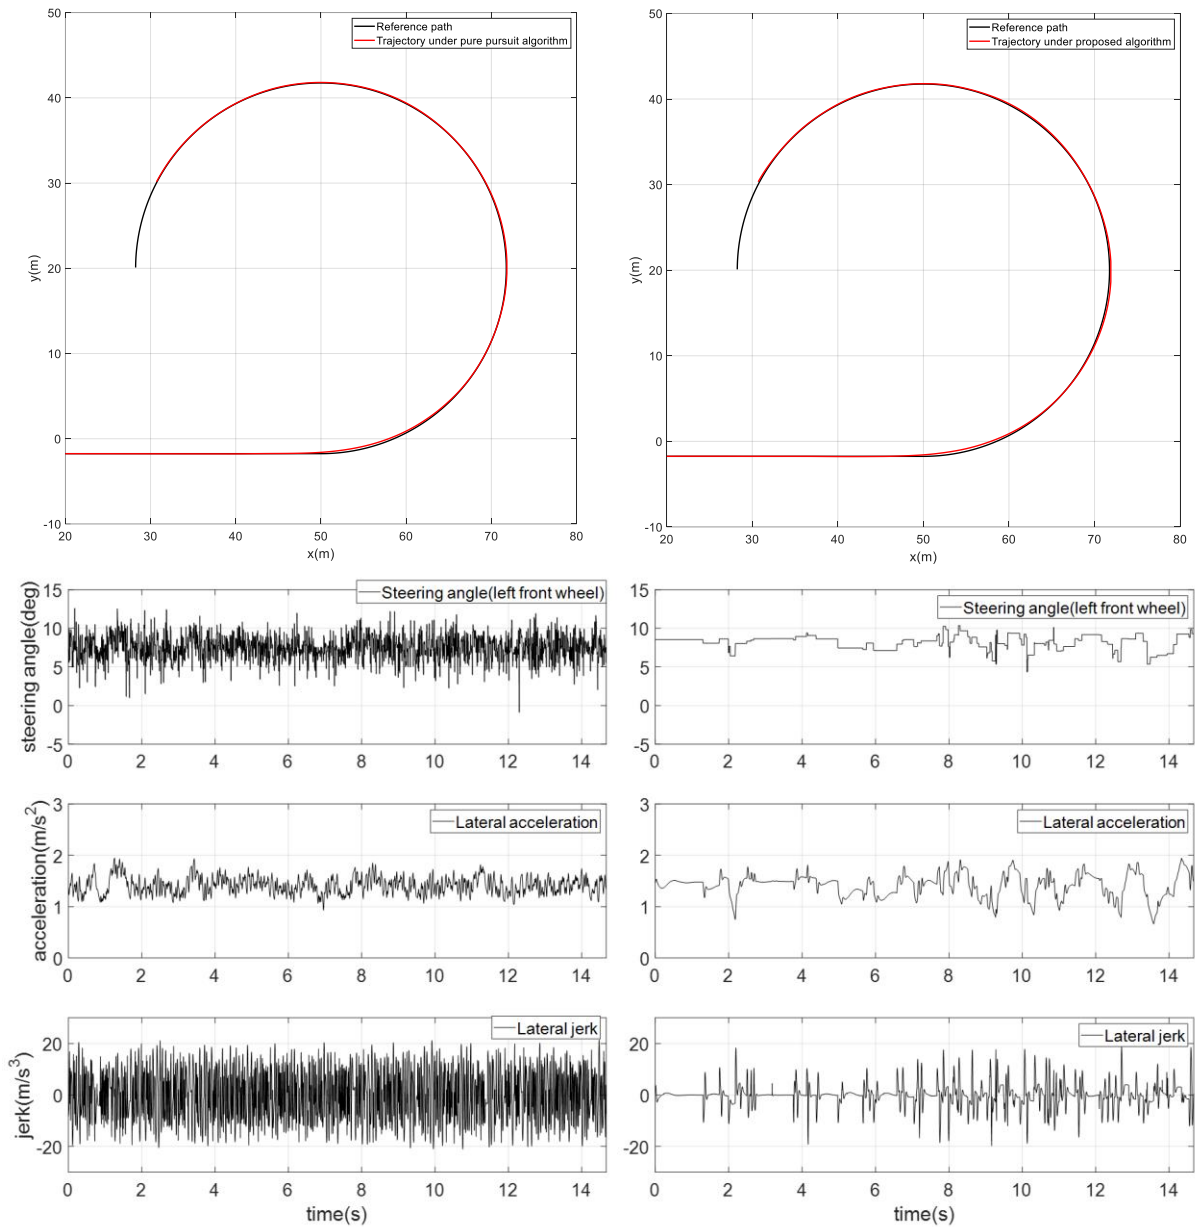 50
40
30
20
10
0
-10
y(m)
Reference path
Trajectory under pure pursuit algorithm
20 30 40 50 60 70 80
x(m)
50
40
30
20
10
0
-10
y(m)
Reference path
Trajectory under proposed algorithm
20 30 40 50 60 70 80
x(m)
15
10
5
0
-5
steering angle(deg)
Steering angle(left front wheel)
0 2 4 6 8 10 12 14
15
10
5
0
-5
Steering angle(left front wheel)
0 2 4 6 8 10 12 14
3
2
1
0
acceleration(m/s²)
Lateral acceleration
0 2 4 6 8 10 12 14
3
2
1
0
Lateral acceleration
0 2 4 6 8 10 12 14
20
0
-20
jerk(m/s³)
Lateral jerk
0 2 4 6 8 10 12 14
time(s)
20
0
-20
Lateral jerk
0 2 4 6 8 10 12 14
time(s)